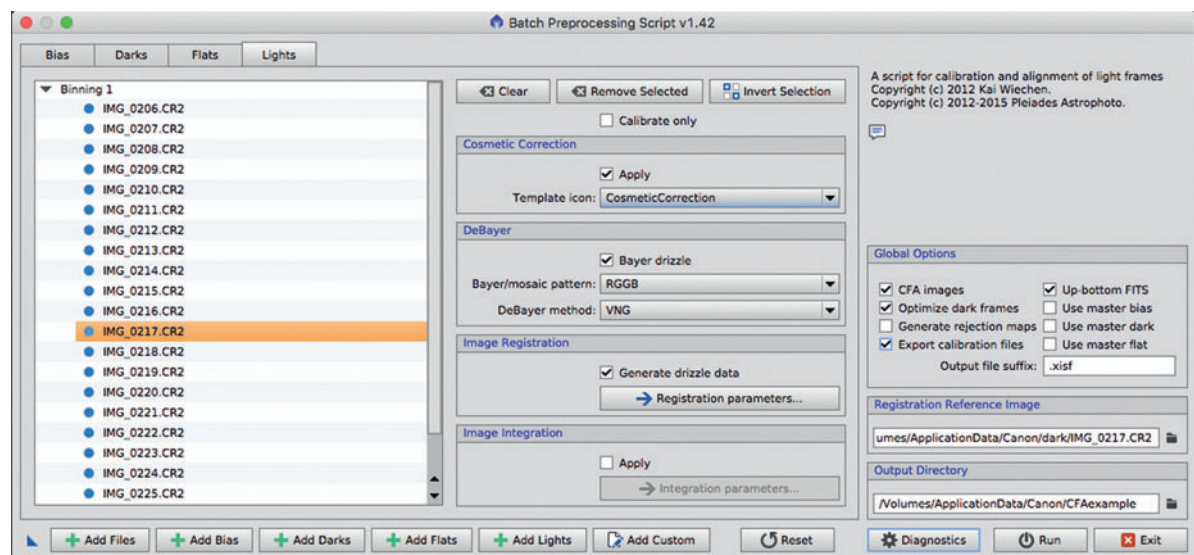 Batch Preprocessing Script v1.42
Bias
Darks
Flats
Lights
Binning 1
IMG_0206.CR2
IMG_0207.CR2
IMG_0208.CR2
IMG_0209.CR2
IMG_0210.CR2
IMG_0211.CR2
IMG_0212.CR2
IMG_0213.CR2
IMG_0214.CR2
IMG_0215.CR2
IMG_0216.CR2
IMG_0217.CR2
IMG_0218.CR2
IMG_0219.CR2
IMG_0220.CR2
IMG_0221.CR2
IMG_0222.CR2
IMG_0223.CR2
IMG_0224.CR2
IMG_0225.CR2
Clear
Remove Selected
Invert Selection
Calibrate only
Cosmetic Correction
Apply
Template icon: CosmeticCorrection
DeBayer
Bayer drizzle
Bayer/mosaic pattern: RGGB
DeBayer method: VNG
Image Registration
Generate drizzle data
Registration parameters...
Image Integration
Apply
Integration parameters...
A script for calibration and alignment of light frames
Copyright (c) 2012 Kai Wiechen.
Copyright (c) 2012-2015 Pleiades Astrophoto.
Global Options
CFA images
Up-bottom FITS
Optimize dark frames
Use master bias
Generate rejection maps
Use master dark
Export calibration files
Use master flat
Output file suffix: .xisf
Registration Reference Image
umes/ApplicationData/Canon/dark/IMG_0217.CR2
Output Directory
/Volumes/ApplicationData/Canon/CFAexample
Add Files
Add Bias
Add Darks
Add Flats
Add Lights
Add Custom
Reset
Diagnostics
Run
Exit